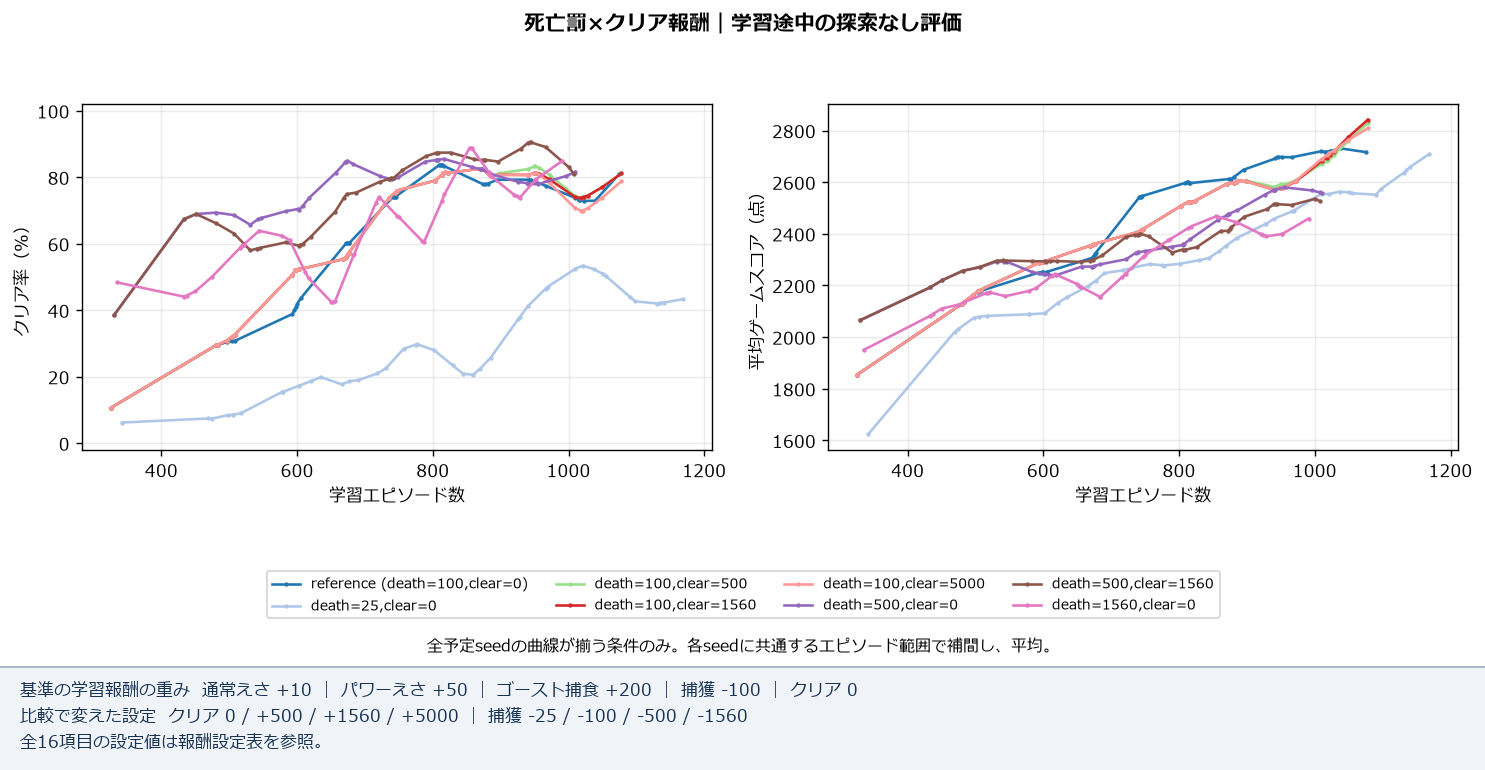 死亡罰×クリア報酬｜学習途中の探索なし評価
クリア率（%）
100
80
60
40
20
0
400 600 800 1000 1200
学習エピソード数
平均ゲームスコア（点）
2800
2600
2400
2200
2000
1800
1600
400 600 800 1000 1200
学習エピソード数
reference (death=100,clear=0) death=100,clear=500 death=100,clear=5000 death=500,clear=1560
death=25,clear=0 death=100,clear=1560 death=500,clear=0 death=1560,clear=0
全予定seedの曲線が揃う条件のみ。各seedに共通するエピソード範囲で補間し、平均。
基準の学習報酬の重み 通常えさ +10 ｜ パワーえさ +50 ｜ ゴースト捕食 +200 ｜ 捕獲 -100 ｜ クリア 0
比較で変えた設定 クリア 0 / +500 / +1560 / +5000 ｜ 捕獲 -25 / -100 / -500 / -1560
全16項目の設定値は報酬設定表を参照。